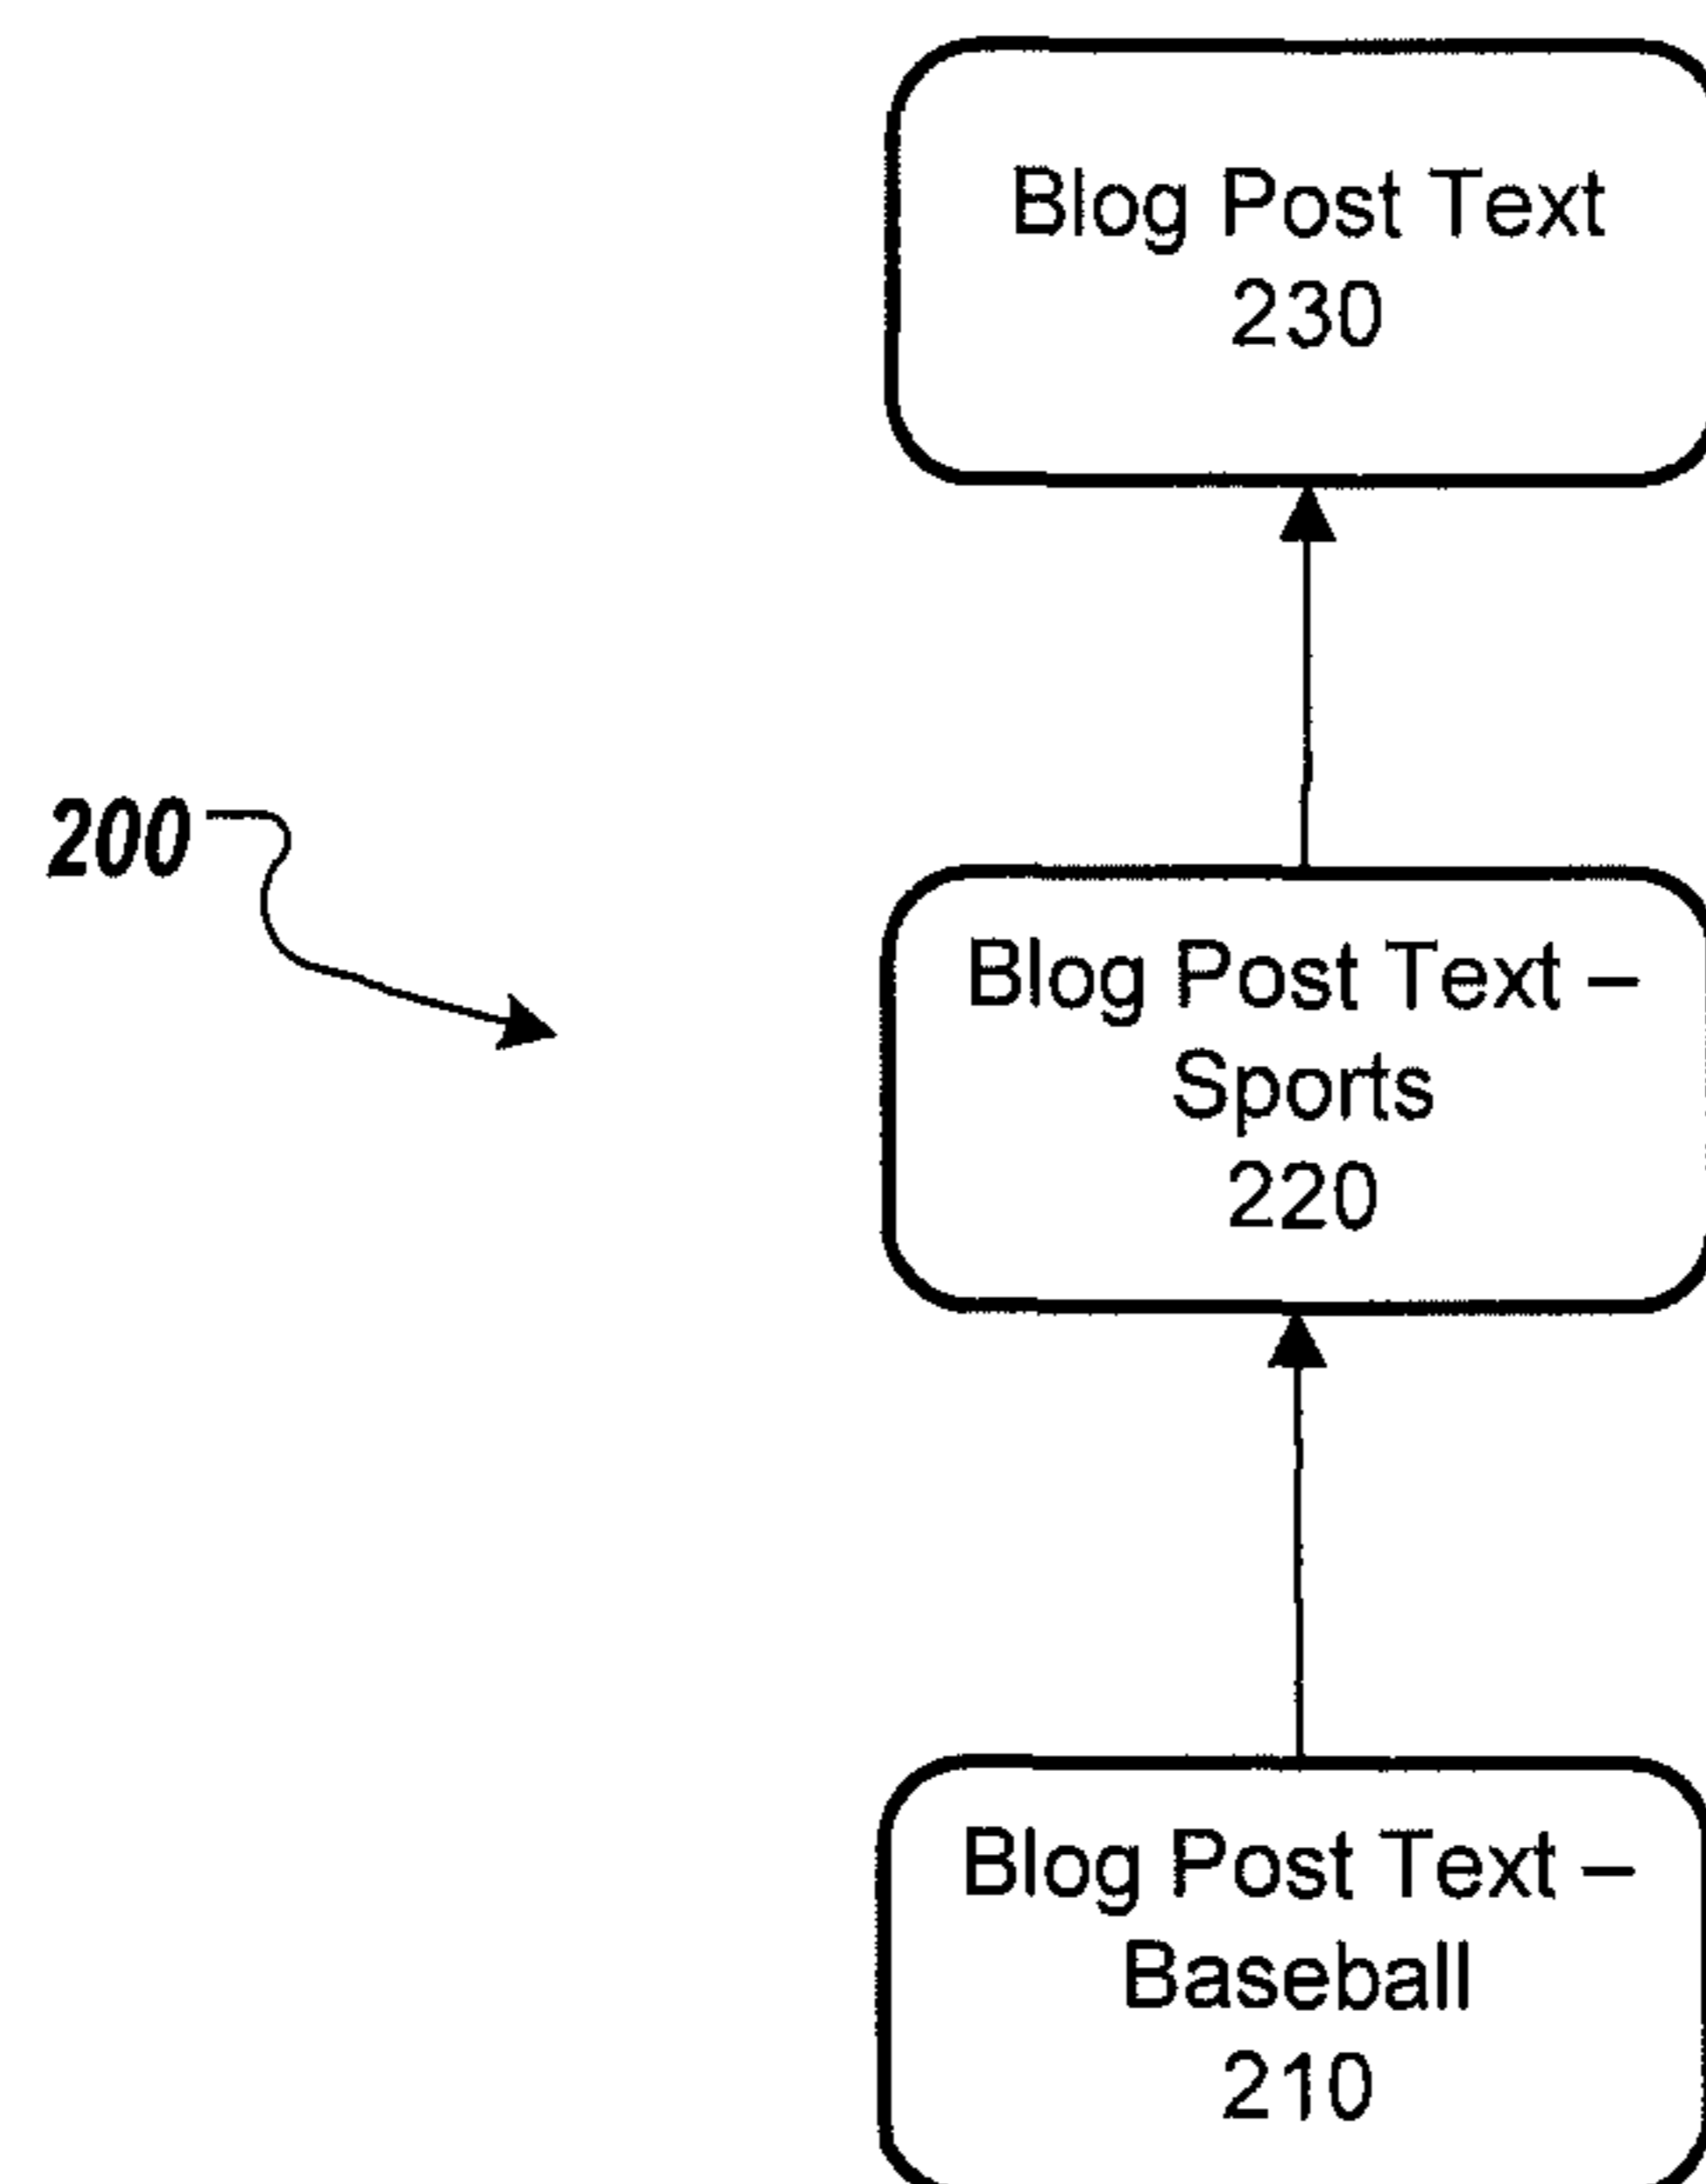 Blog Post Text
230
200
Blog Post Text –
Sports
220
Blog Post Text –
Baseball
210